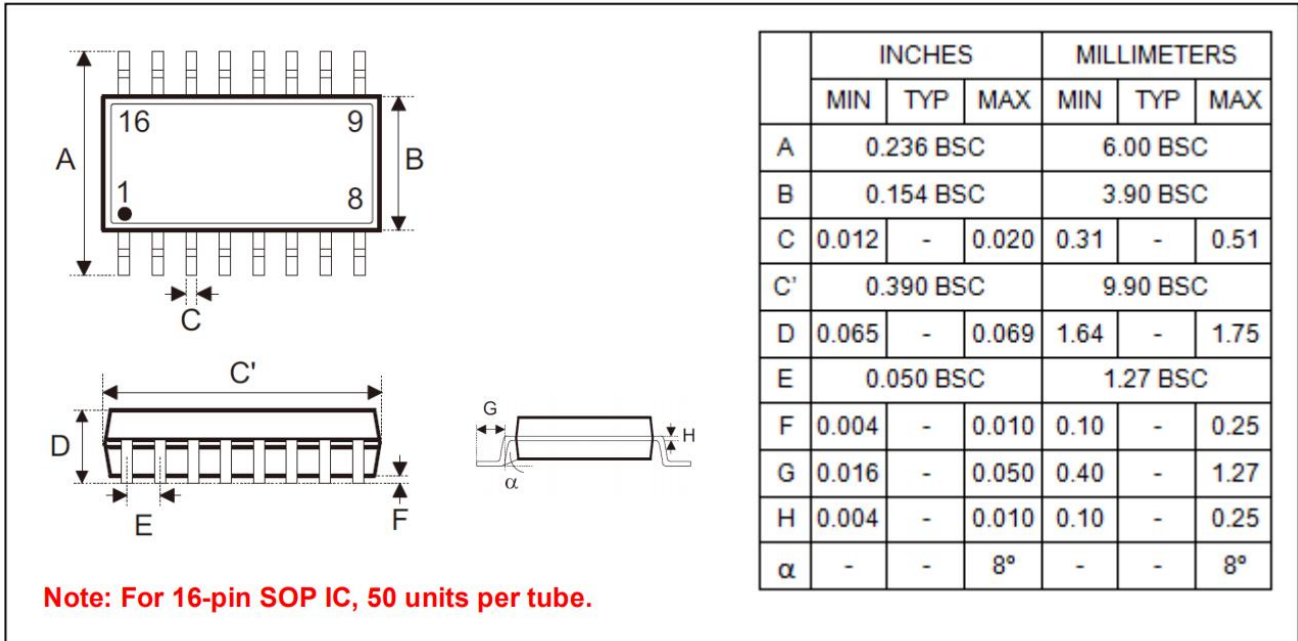 16 9
A
B
1 8
C
C'
D
E
F
G
H
α
Note: For 16-pin SOP IC, 50 units per tube.
INCHES MILLIMETERS
MIN TYP MAX MIN TYP MAX
A 0.236 BSC 6.00 BSC
B 0.154 BSC 3.90 BSC
C 0.012 - 0.020 0.31 - 0.51
C' 0.390 BSC 9.90 BSC
D 0.065 - 0.069 1.64 - 1.75
E 0.050 BSC 1.27 BSC
F 0.004 - 0.010 0.10 - 0.25
G 0.016 - 0.050 0.40 - 1.27
H 0.004 - 0.010 0.10 - 0.25
α - - 8° - - 8°